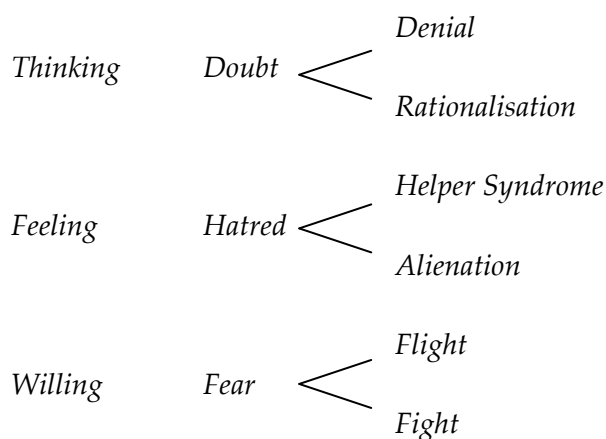 Denial
Thinking Doubt
Rationalisation
Helper Syndrome
Feeling Hatred
Alienation
Flight
Willing Fear
Fight